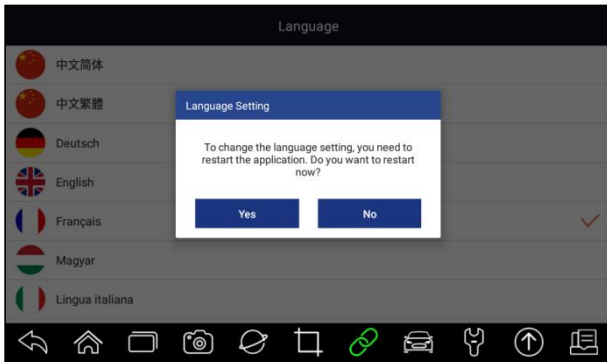 Language
中文简体
中文繁體
Deutsch
English
Français
Magyar
Lingua italiana
Language Setting
To change the language setting, you need to
restart the application. Do you want to restart
now?
Yes
No